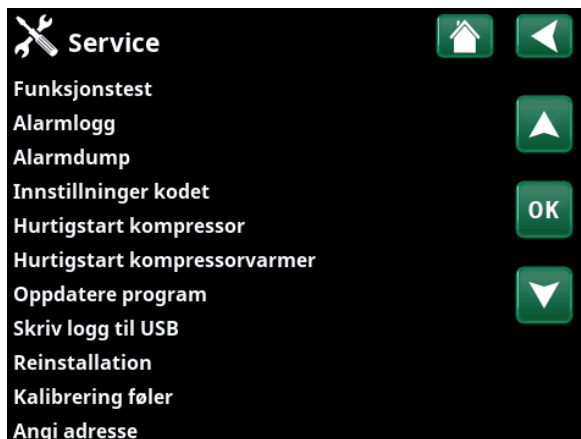 Service
Funksjonstest
Alarmlogg
Alarmdump
Innstillninger kodet
OK
Hurtigstart kompressor
Hurtigstart kompressorvarmer
Oppdatere program
Skriv logg til USB
Reinstallation
Kalibrering føler
Angi adresse